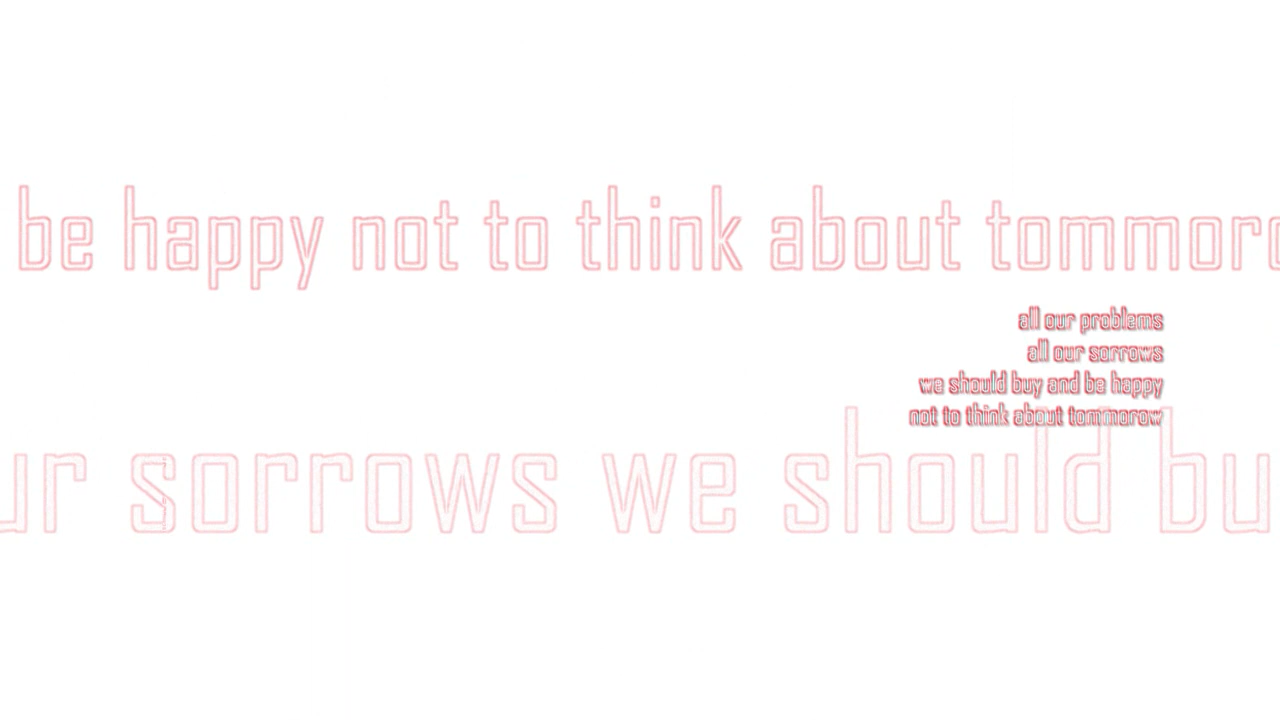 be happy not to think about tommoro
all our problems
all our sorrows
we should buy and be happy
not to think about tommorow
ur sorrows we should bu